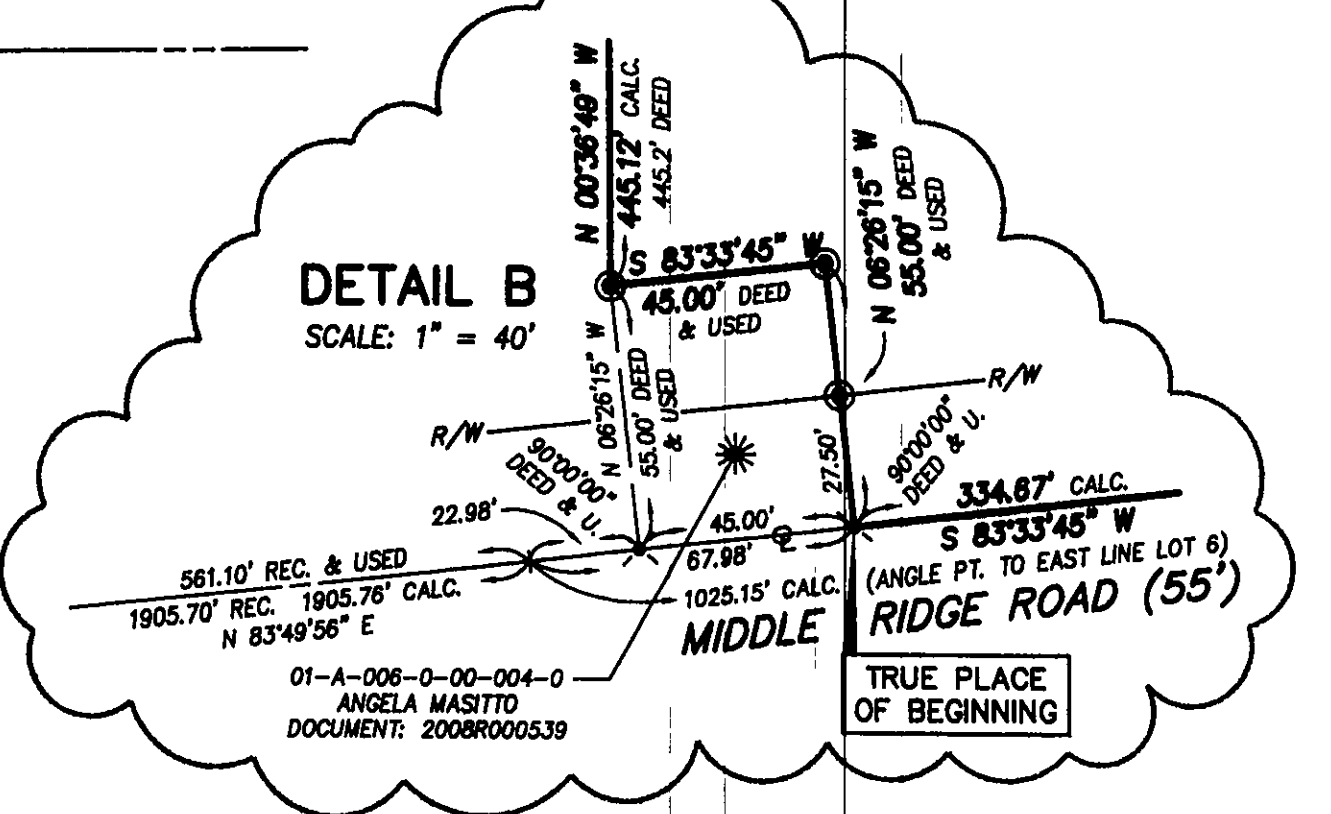 N 00°36'49" W
445.12' CALC.
445.2' DEED
N 06°26'15" W
55.00' DEED
& USED
S 83°33'45" W
45.00' DEED
& USED
DETAIL B
SCALE: 1" = 40'
N 06°26'15" W
55.00' DEED
& USED
R/W
R/W
90°00'00"
DEED & U.
27.50'
90°00'00"
DEED & U.
22.98'
45.00'
67.98'
334.67' CALC.
S 83°33'45" W
(ANGLE PT. TO EAST LINE LOT 6)
561.10' REC. & USED
1905.70' REC. 1905.76' CALC.
N 83°49'56" E
1025.15' CALC.
MIDDLE RIDGE ROAD (55')
01-A-006-0-00-004-0
ANGELA MASITTO
DOCUMENT: 2008R000539
TRUE PLACE
OF BEGINNING